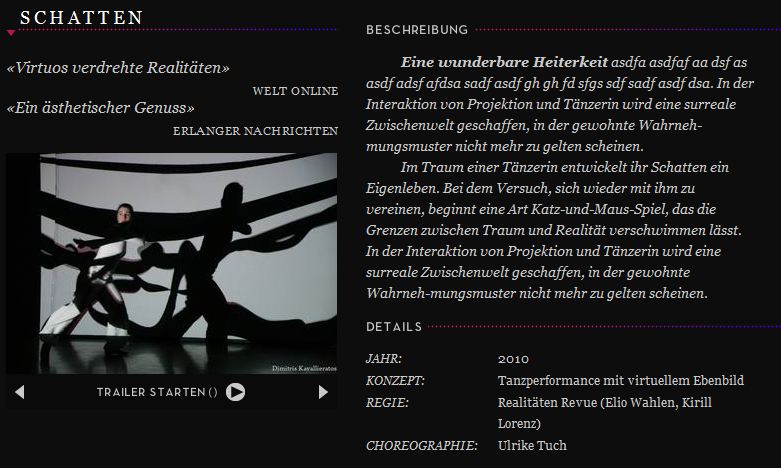 SCHATTEN
«Virtuos verdrehte Realitäten»
WELT ONLINE
«Ein ästhetischer Genuss»
ERLANGER NACHRICHTEN
Dimitris Kavallieratos
TRAILER STARTEN ()
BESCHREIBUNG
Eine wunderbare Heiterkeit asdfa asdfaf aa dsf as
asdf adsf afdsa sadf asdf gh gh fd sfgs sdf sadf asdf dsa. In der
Interaktion von Projektion und Tänzerin wird eine surreale
Zwischenwelt geschaffen, in der gewohnte Wahrneh-
mungsmuster nicht mehr zu gelten scheinen.
Im Traum einer Tänzerin entwickelt ihr Schatten ein
Eigenleben. Bei dem Versuch, sich wieder mit ihm zu
vereinen, beginnt eine Art Katz-und-Maus-Spiel, das die
Grenzen zwischen Traum und Realität verschwimmen lässt.
In der Interaktion von Projektion und Tänzerin wird eine
surreale Zwischenwelt geschaffen, in der gewohnte
Wahrneh-mungsmuster nicht mehr zu gelten scheinen.
DETAILS
JAHR: 2010
KONZEPT: Tanzperformance mit virtuellem Ebenbild
REGIE: Realitäten Revue (Elio Wahlen, Kirill
Lorenz)
CHOREOGRAPHIE: Ulrike Tuch